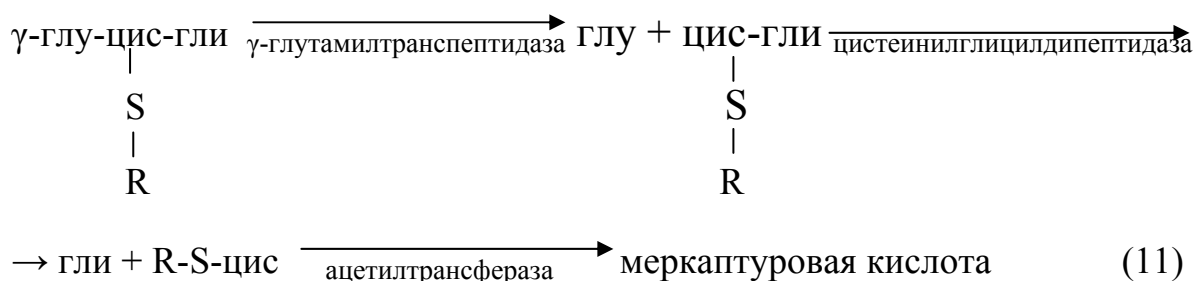 γ-глу-цис-гли γ-глутамилтранспептидаза глу + цис-гли цистеинилглицилдипептидаза
S S
R R
→ гли + R-S-цис ацетилтрансфераза меркаптуровая кислота (11)